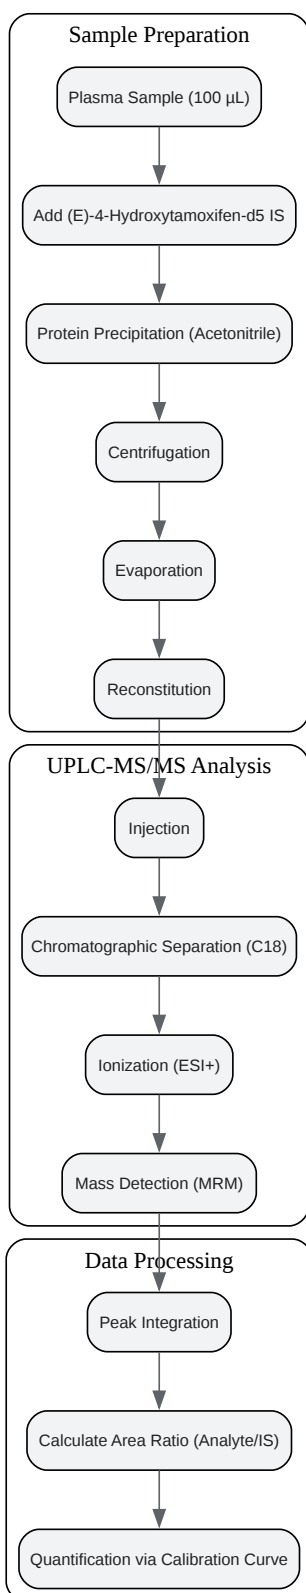 Sample Preparation
Plasma Sample (100 µL)
Add (E)-4-Hydroxytamoxifen-d5 IS
Protein Precipitation (Acetonitrile)
Centrifugation
Evaporation
Reconstitution
UPLC-MS/MS Analysis
Injection
Chromatographic Separation (C18)
Ionization (ESI+)
Mass Detection (MRM)
Data Processing
Peak Integration
Calculate Area Ratio (Analyte/IS)
Quantification via Calibration Curve